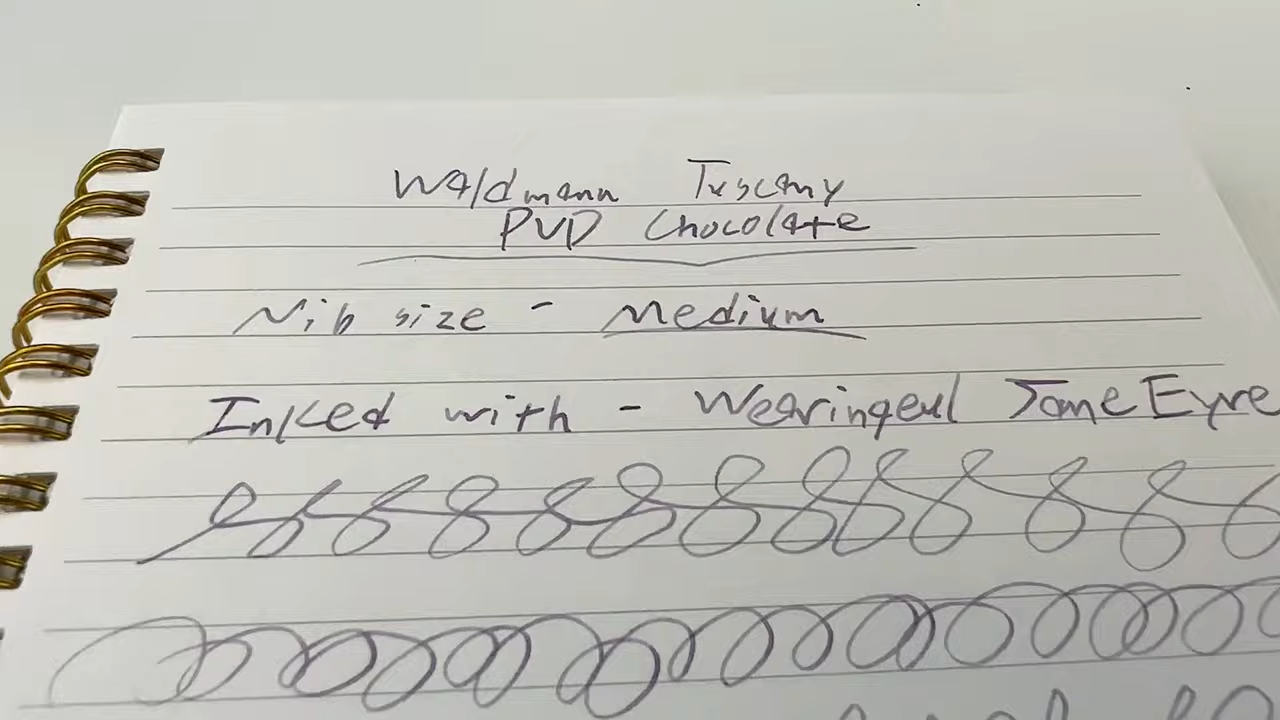 Waldmann Tuscany
PVD Chocolate
Nib size - Medium
Inked with - Wearingeul Jane Eyre